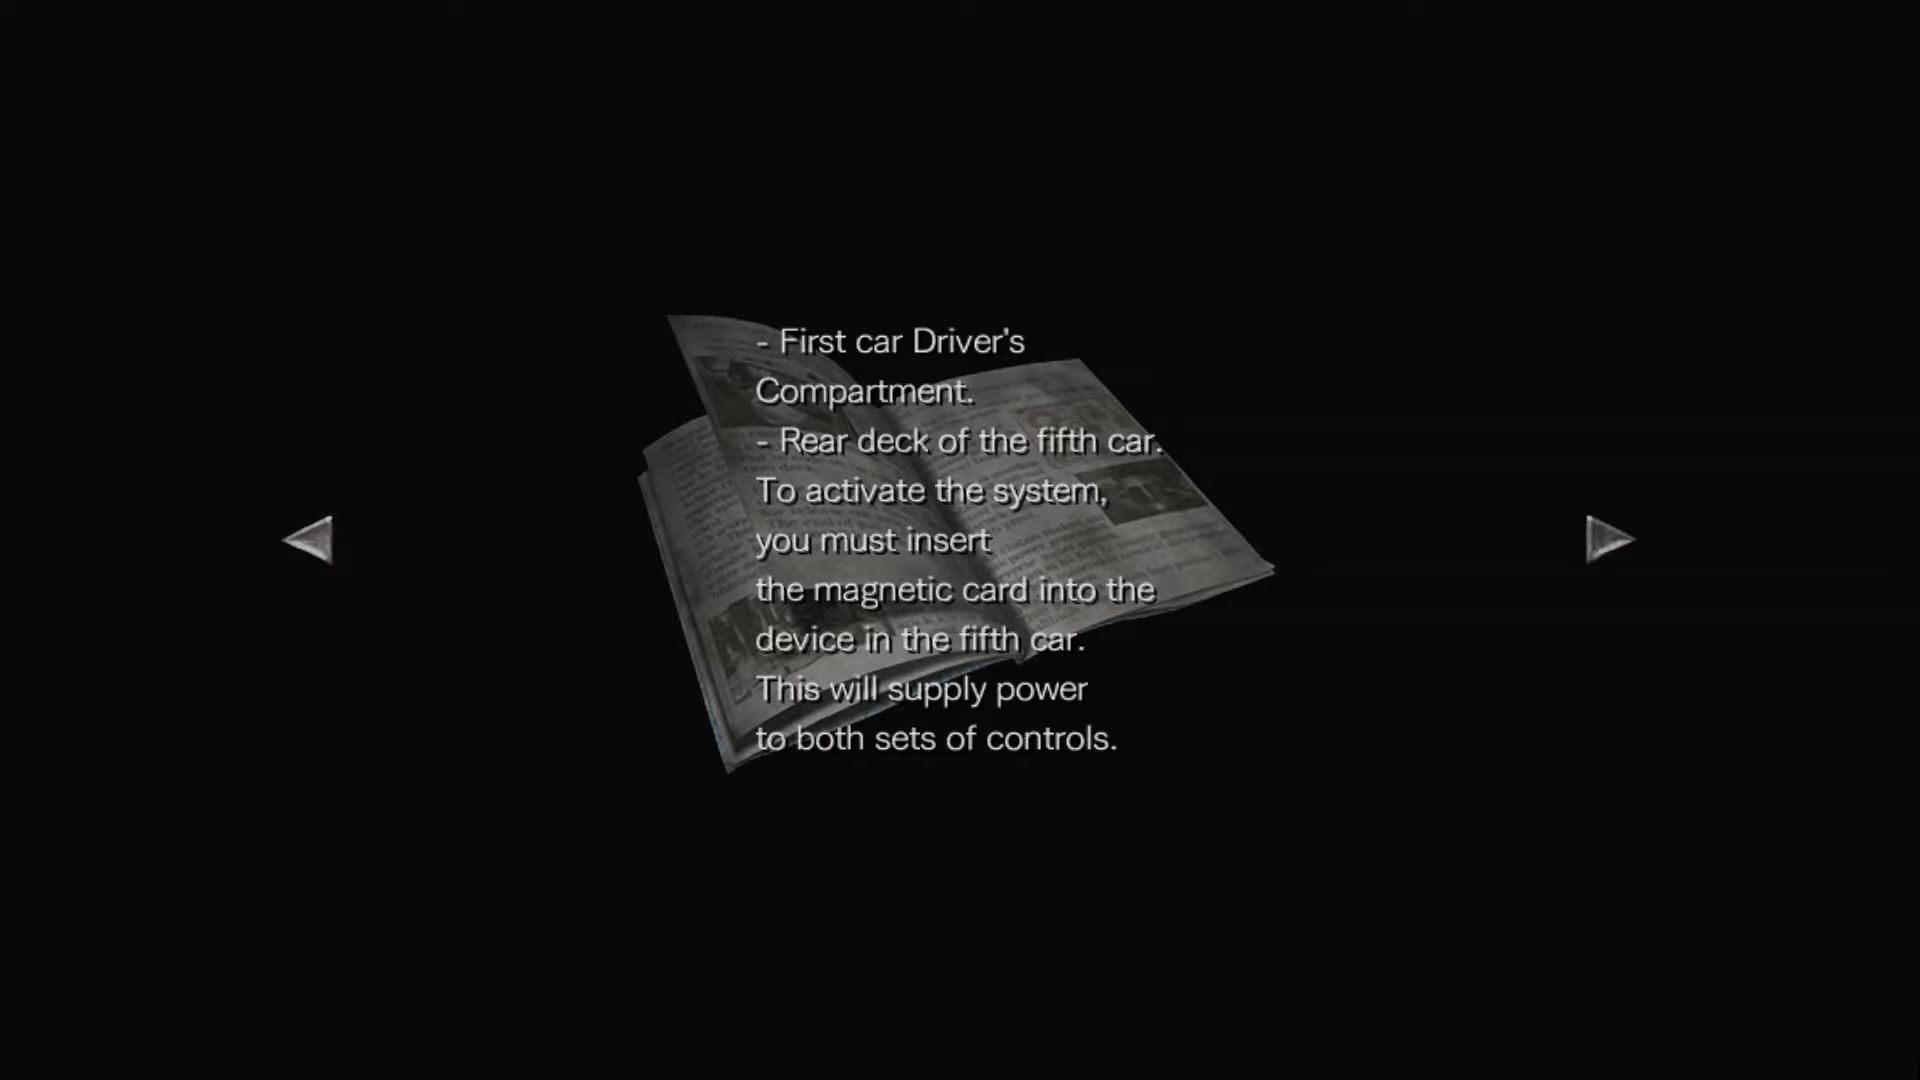 - First car Driver's
Compartment.
- Rear deck of the fifth car.
To activate the system,
you must insert
the magnetic card into the
device in the fifth car.
This will supply power
to both sets of controls.